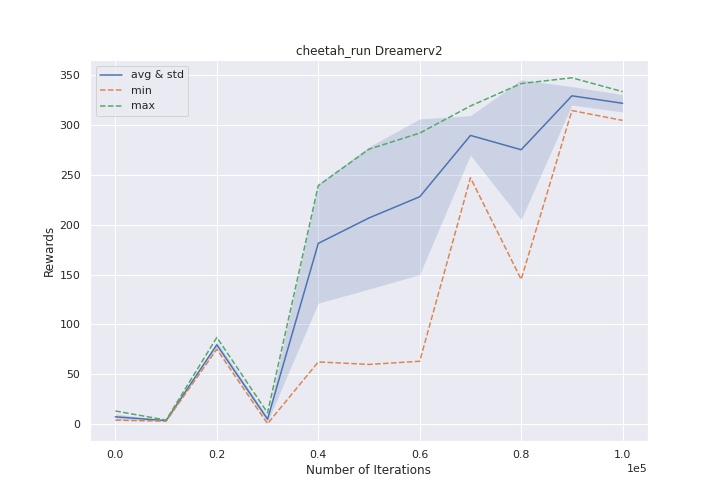 cheetah_run Dreamerv2
avg & std
min
max
Rewards
350
300
250
200
150
100
50
0
0.0 0.2 0.4 0.6 0.8 1.0
1e5
Number of Iterations